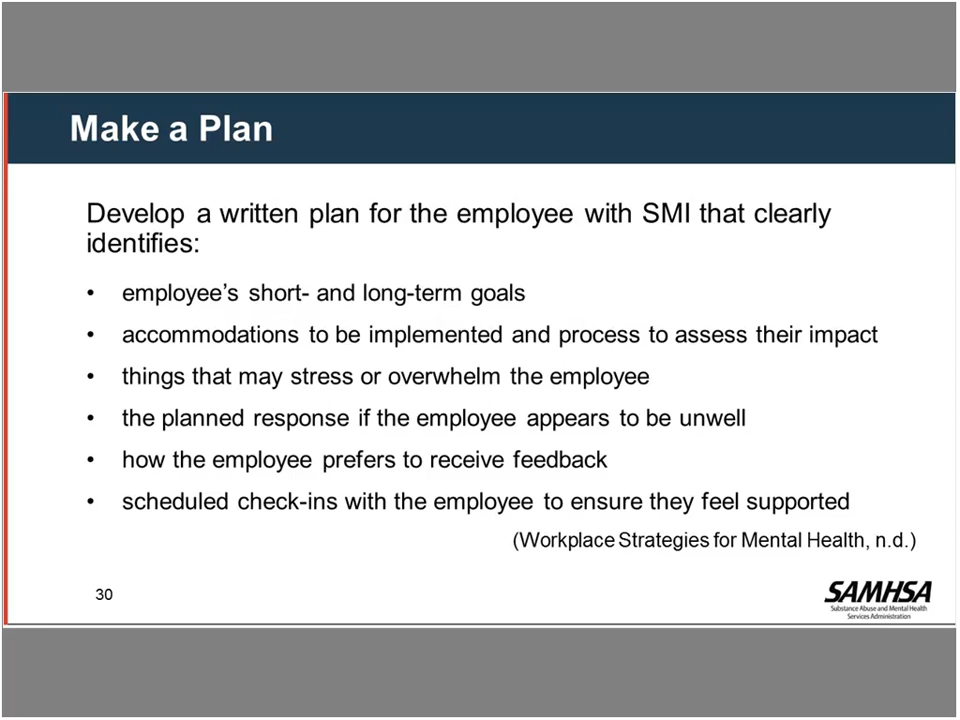 Make a Plan
Develop a written plan for the employee with SMI that clearly
identifies:
• employee’s short- and long-term goals
• accommodations to be implemented and process to assess their impact
• things that may stress or overwhelm the employee
• the planned response if the employee appears to be unwell
• how the employee prefers to receive feedback
• scheduled check-ins with the employee to ensure they feel supported
(Workplace Strategies for Mental Health, n.d.)
30
SAMHSA
Substance Abuse and Mental Health
Services Administration